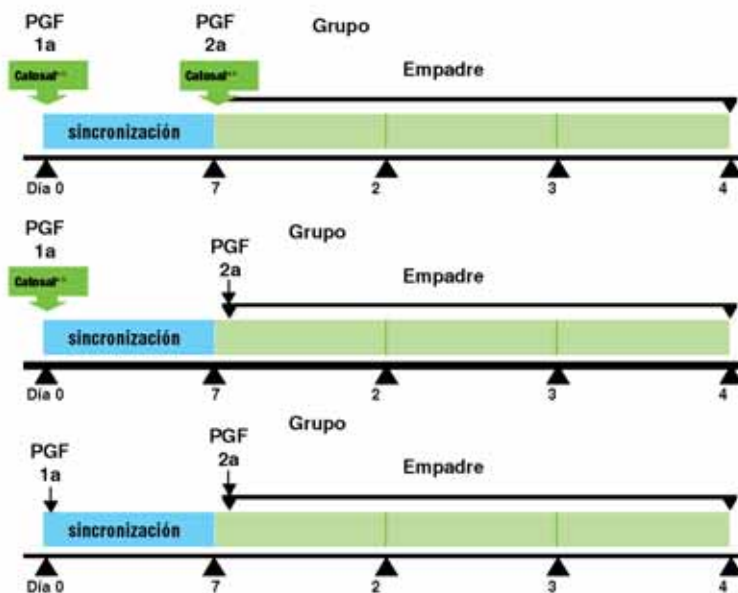 PGF
1a
PGF
2a
Grupo
Catosal
Catosal
Empadre
sincronización
Día 0
7
2
3
4
PGF
1a
Grupo
PGF
2a
Catosal
Empadre
sincronización
Día 0
7
2
3
4
PGF
1a
Grupo
PGF
2a
Empadre
sincronización
Día 0
7
2
3
4